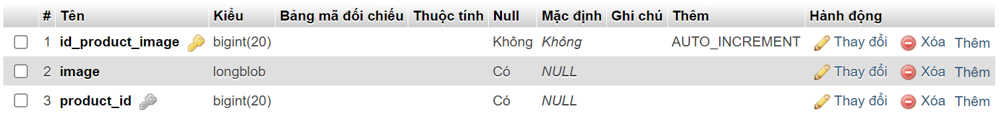 # Tên Kiểu Bảng mã đối chiếu Thuộc tính Null Mặc định Ghi chú Thêm Hành động
1 id_product_image bigint(20) Không Không AUTO_INCREMENT Thay đổi Xóa Thêm
2 image longblob Có NULL Thay đổi Xóa Thêm
3 product_id bigint(20) Có NULL Thay đổi Xóa Thêm